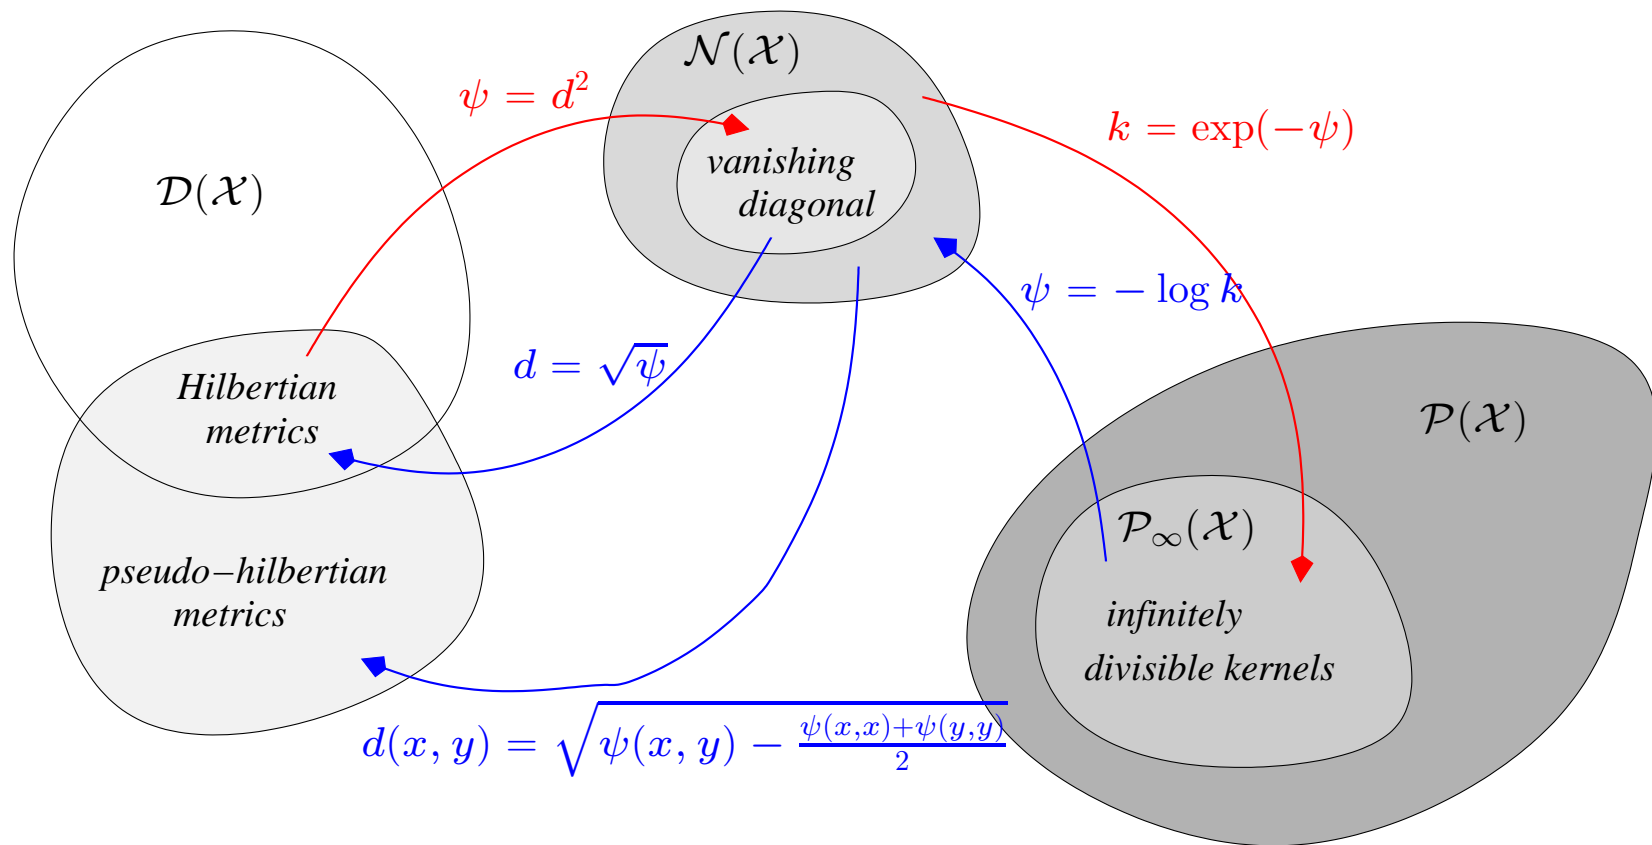 𝒩(𝒳)
ψ = d²
k = exp(−ψ)
vanishing
diagonal
𝒟(𝒳)
ψ = − log k
d = √ψ
Hilbertian
metrics
𝒫(𝒳)
𝒫∞(𝒳)
pseudo−hilbertian
metrics
infinitely
divisible kernels
d(x, y) = √(ψ(x, y) − (ψ(x,x)+ψ(y,y))/2)